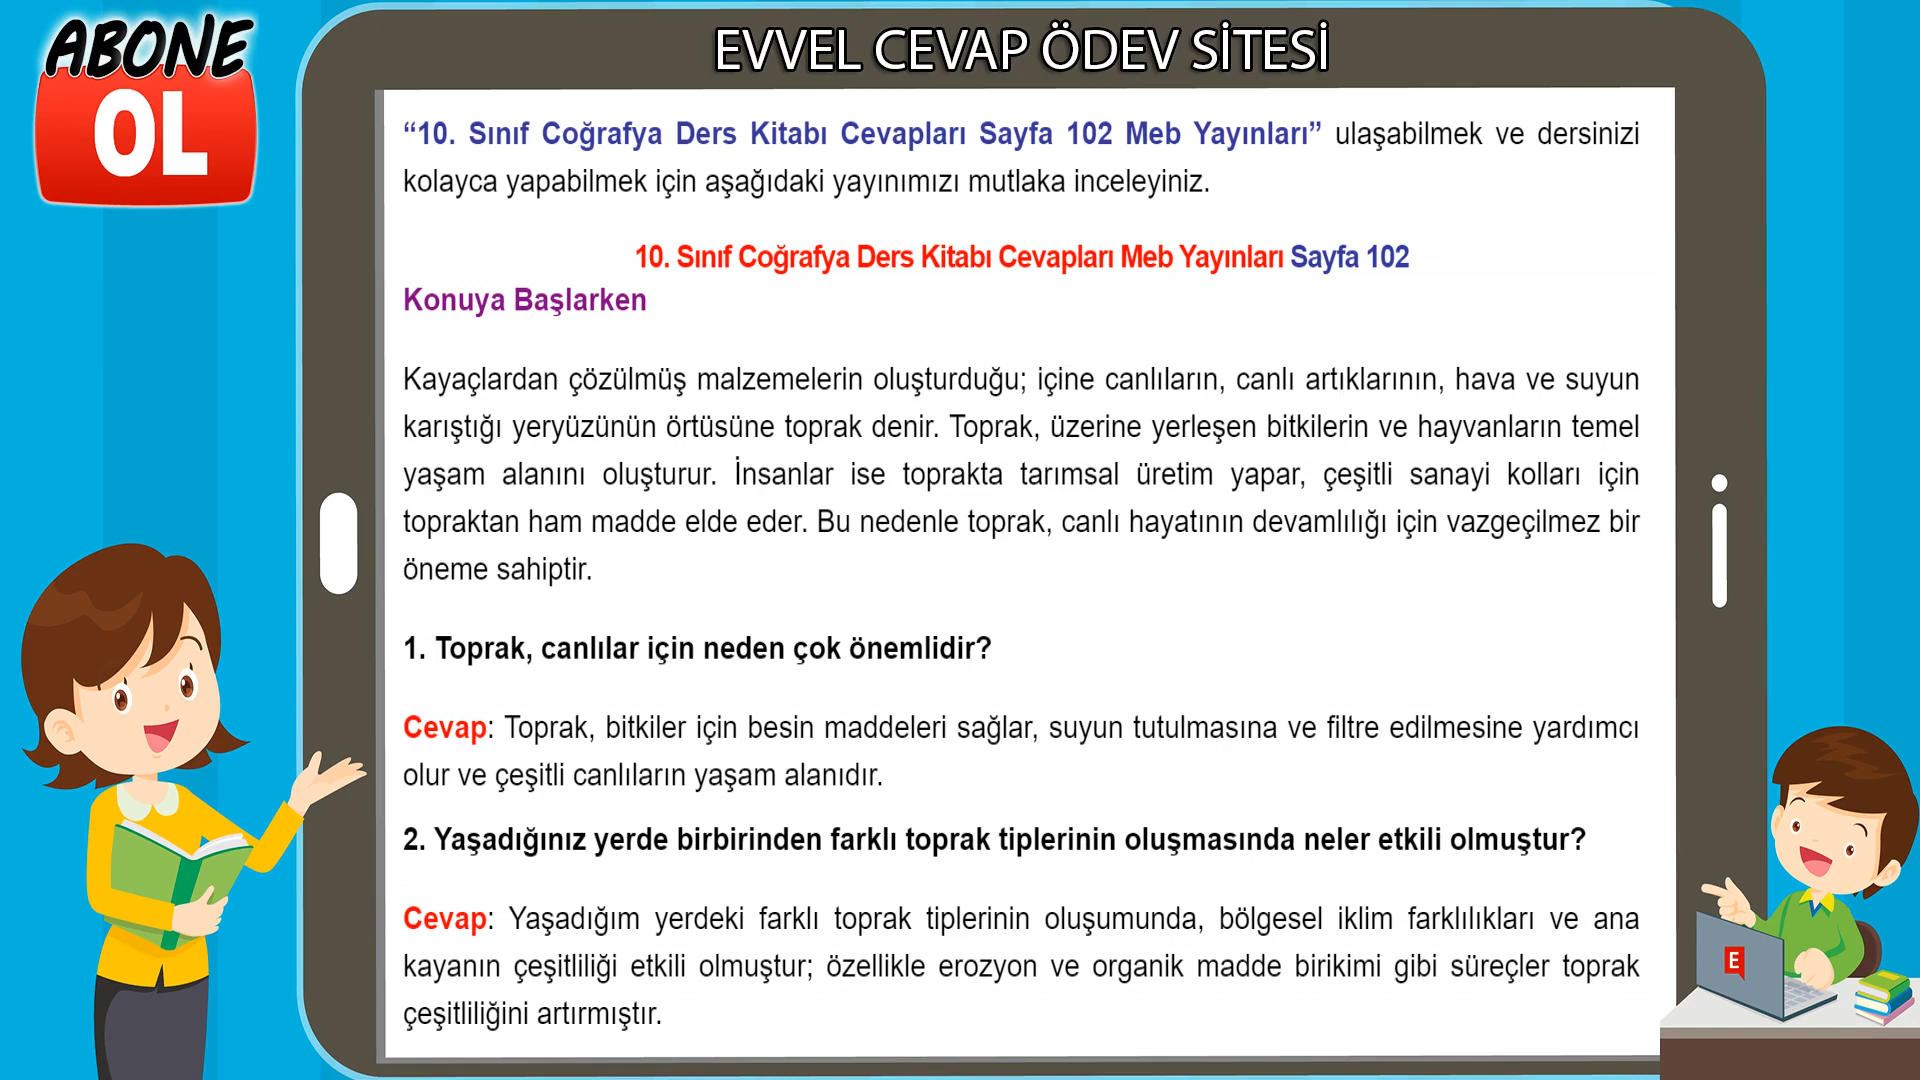 ABONE
OL
EVVEL CEVAP ÖDEV SİTESİ
“10. Sınıf Coğrafya Ders Kitabı Cevapları Sayfa 102 Meb Yayınları” ulaşabilmek ve dersinizi
kolayca yapabilmek için aşağıdaki yayınımızı mutlaka inceleyiniz.
10. Sınıf Coğrafya Ders Kitabı Cevapları Meb Yayınları Sayfa 102
Konuya Başlarken
Kayaçlardan çözülmüş malzemelerin oluşturduğu; içine canlıların, canlı artıklarının, hava ve suyun
karıştığı yeryüzünün örtüsüne toprak denir. Toprak, üzerine yerleşen bitkilerin ve hayvanların temel
yaşam alanını oluşturur. İnsanlar ise toprakta tarımsal üretim yapar, çeşitli sanayi kolları için
topraktan ham madde elde eder. Bu nedenle toprak, canlı hayatının devamlılığı için vazgeçilmez bir
öneme sahiptir.
1. Toprak, canlılar için neden çok önemlidir?
Cevap: Toprak, bitkiler için besin maddeleri sağlar, suyun tutulmasına ve filtre edilmesine yardımcı
olur ve çeşitli canlıların yaşam alanıdır.
2. Yaşadığınız yerde birbirinden farklı toprak tiplerinin oluşmasında neler etkili olmuştur?
Cevap: Yaşadığım yerdeki farklı toprak tiplerinin oluşumunda, bölgesel iklim farklılıkları ve ana
kayanın çeşitliliği etkili olmuştur; özellikle erozyon ve organik madde birikimi gibi süreçler toprak
çeşitliliğini artırmıştır.
E